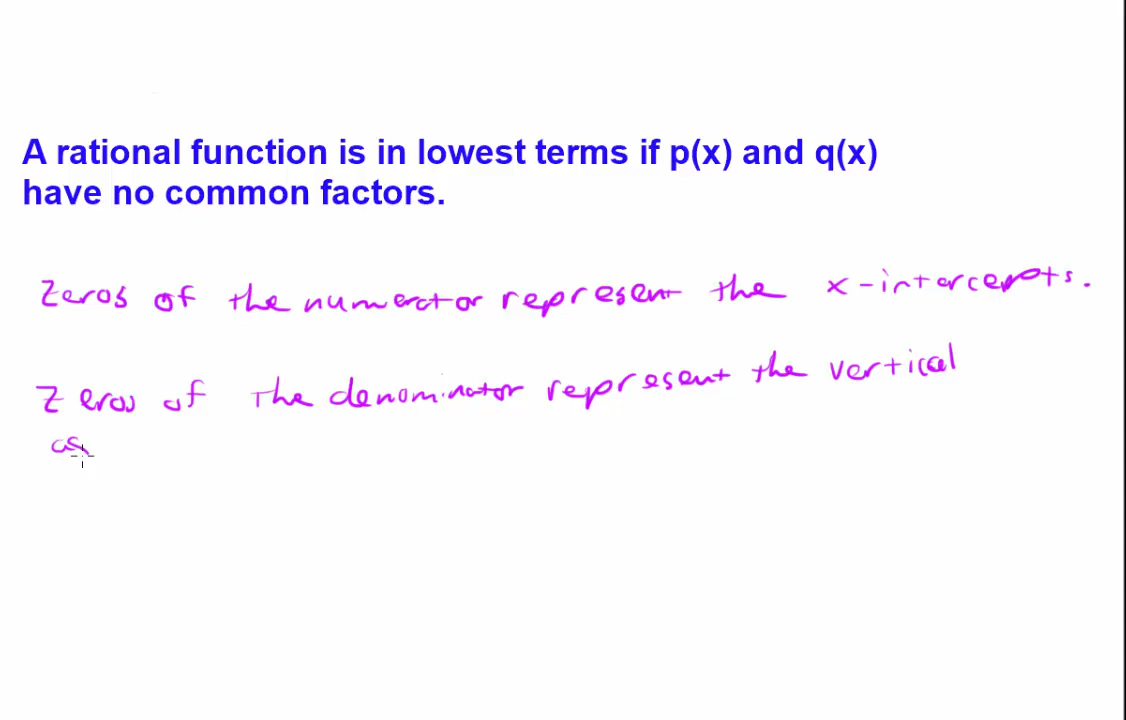 A rational function is in lowest terms if p(x) and q(x)
have no common factors.
Zeros of the numerator represent the x-intercepts.
Zeros of the denominator represent the vertical
as